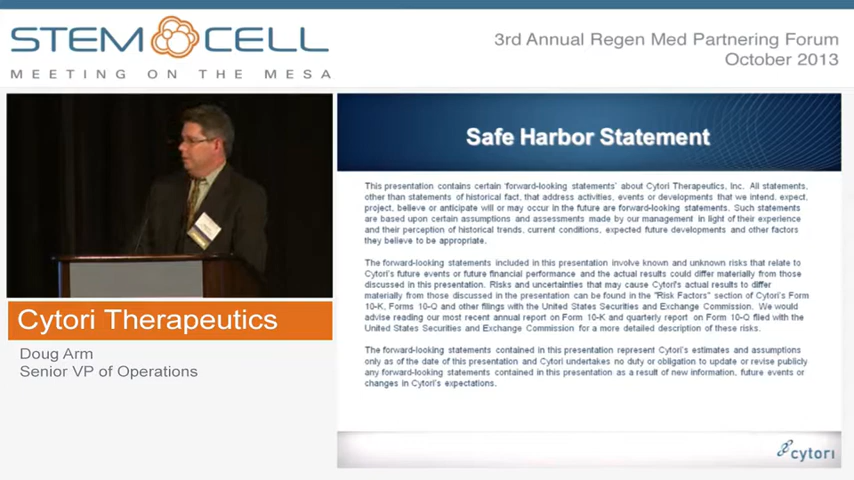 STEM CELL
MEETING ON THE MESA
3rd Annual Regen Med Partnering Forum
October 2013
Safe Harbor Statement
This presentation contains certain 'forward-looking statements' about Cytori Therapeutics, Inc. All statements,
other than statements of historical fact, that address activities, events or developments that we intend, expect,
project, believe or anticipate will or may occur in the future are forward-looking statements. Such statements
are based upon certain assumptions and assessments made by our management in light of their experience
and their perception of historical trends, current conditions, expected future developments and other factors
they believe to be appropriate.
The forward-looking statements included in this presentation involve known and unknown risks that relate to
Cytori's future events or future financial performance and the actual results could differ materially from those
discussed in this presentation. Risks and uncertainties that may cause Cytori's actual results to differ
materially from those discussed in the presentation can be found in the "Risk Factors" section of Cytori's Form
10-K, Forms 10-Q and other filings with the United States Securities and Exchange Commission. We would
advise reading our most recent annual report on Form 10-K and quarterly report on Form 10-Q filed with the
United States Securities and Exchange Commission for a more detailed description of these risks.
The forward-looking statements contained in this presentation represent Cytori's estimates and assumptions
only as of the date of this presentation and Cytori undertakes no duty or obligation to update or revise publicly
any forward-looking statements contained in this presentation as a result of new information, future events or
changes in Cytori's expectations.
cytori
Cytori Therapeutics
Doug Arm
Senior VP of Operations